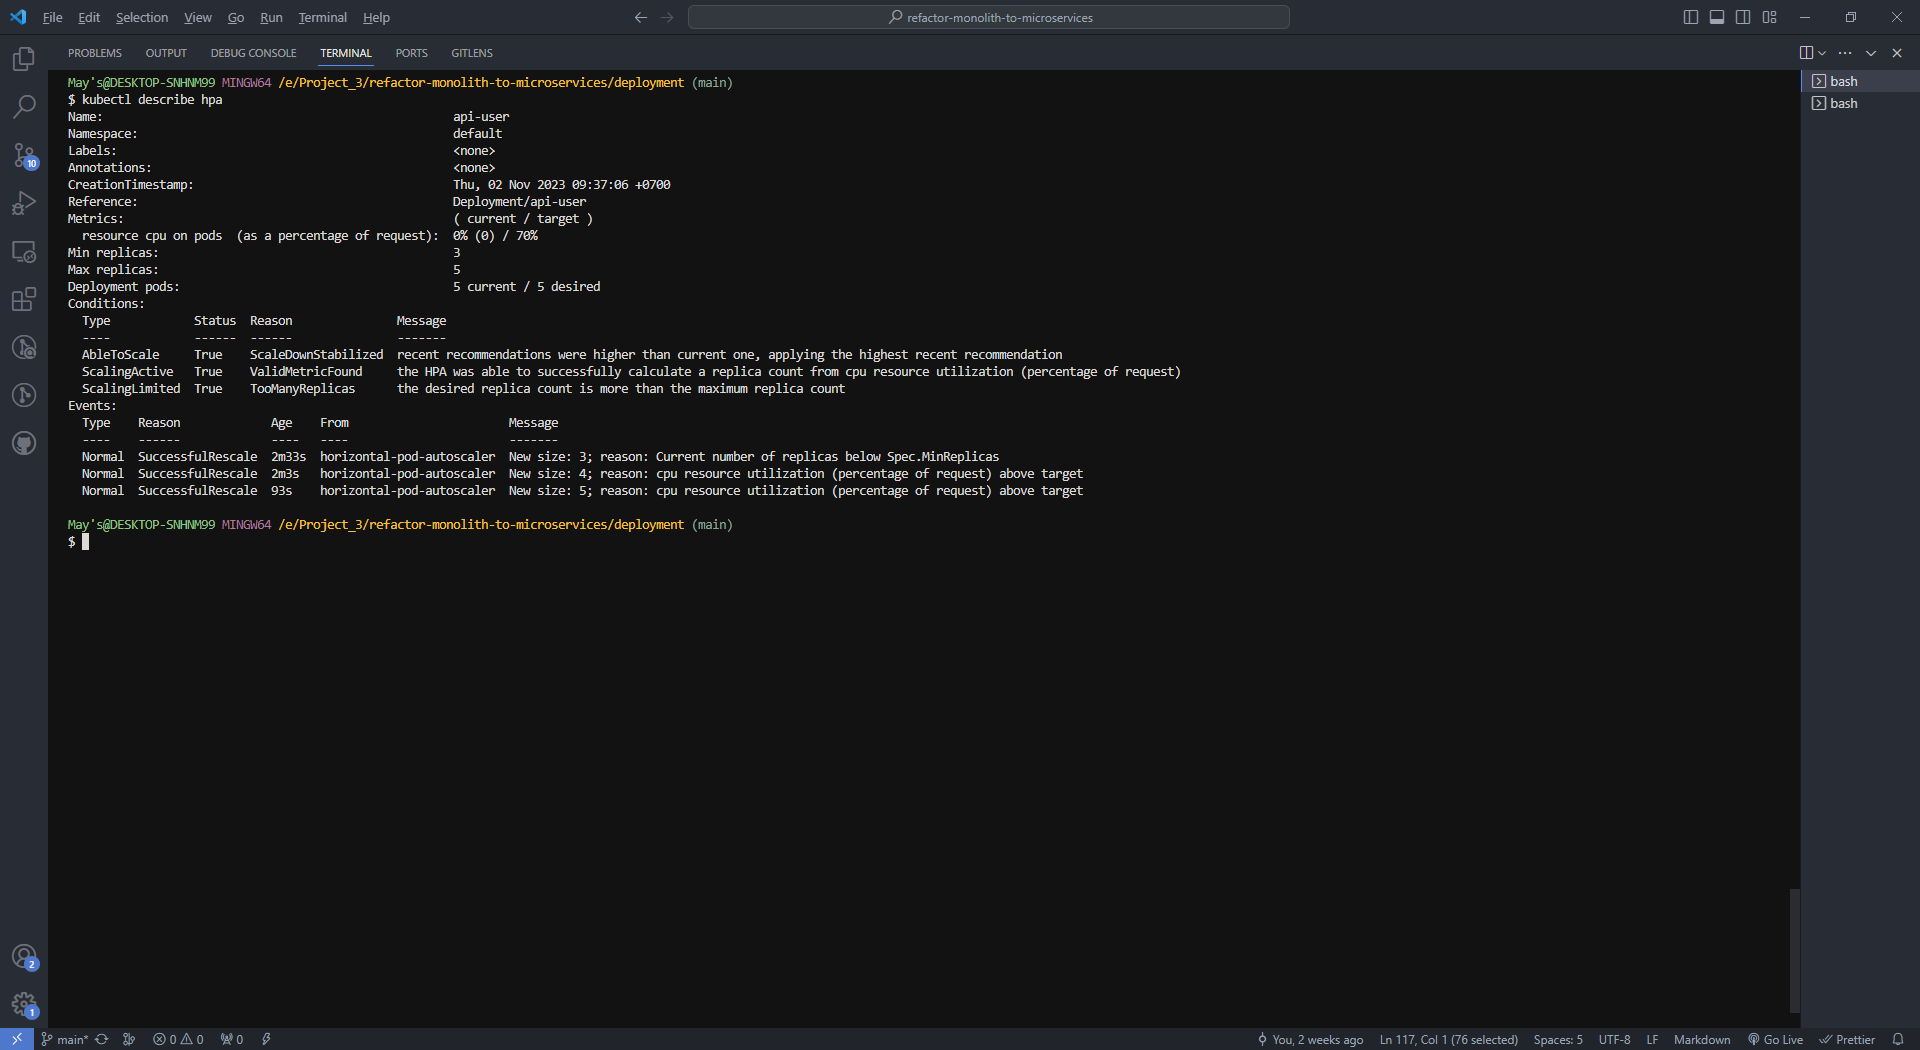 File Edit Selection View Go Run Terminal Help refactor-monolith-to-microservices
PROBLEMS OUTPUT DEBUG CONSOLE TERMINAL PORTS GITLENS
May's@DESKTOP-SNHNM99 MINGW64 /e/Project_3/refactor-monolith-to-microservices/deployment (main)
$ kubectl describe hpa
Name: api-user
Namespace: default
Labels: <none>
Annotations: <none>
CreationTimestamp: Thu, 02 Nov 2023 09:37:06 +0700
Reference: Deployment/api-user
Metrics: ( current / target )
resource cpu on pods (as a percentage of request): 0% (0) / 70%
Min replicas: 3
Max replicas: 5
Deployment pods: 5 current / 5 desired
Conditions:
Type Status Reason Message
---- ------ ------ -------
AbleToScale True ScaleDownStabilized recent recommendations were higher than current one, applying the highest recent recommendation
ScalingActive True ValidMetricFound the HPA was able to successfully calculate a replica count from cpu resource utilization (percentage of request)
ScalingLimited True TooManyReplicas the desired replica count is more than the maximum replica count
Events:
Type Reason Age From Message
---- ------ ---- ---- -------
Normal SuccessfulRescale 2m33s horizontal-pod-autoscaler New size: 3; reason: Current number of replicas below Spec.MinReplicas
Normal SuccessfulRescale 2m3s horizontal-pod-autoscaler New size: 4; reason: cpu resource utilization (percentage of request) above target
Normal SuccessfulRescale 93s horizontal-pod-autoscaler New size: 5; reason: cpu resource utilization (percentage of request) above target
May's@DESKTOP-SNHNM99 MINGW64 /e/Project_3/refactor-monolith-to-microservices/deployment (main)
$
bash
bash
10
2
1
main* 0 0 0 You, 2 weeks ago Ln 117, Col 1 (76 selected) Spaces: 5 UTF-8 LF Markdown Go Live Prettier